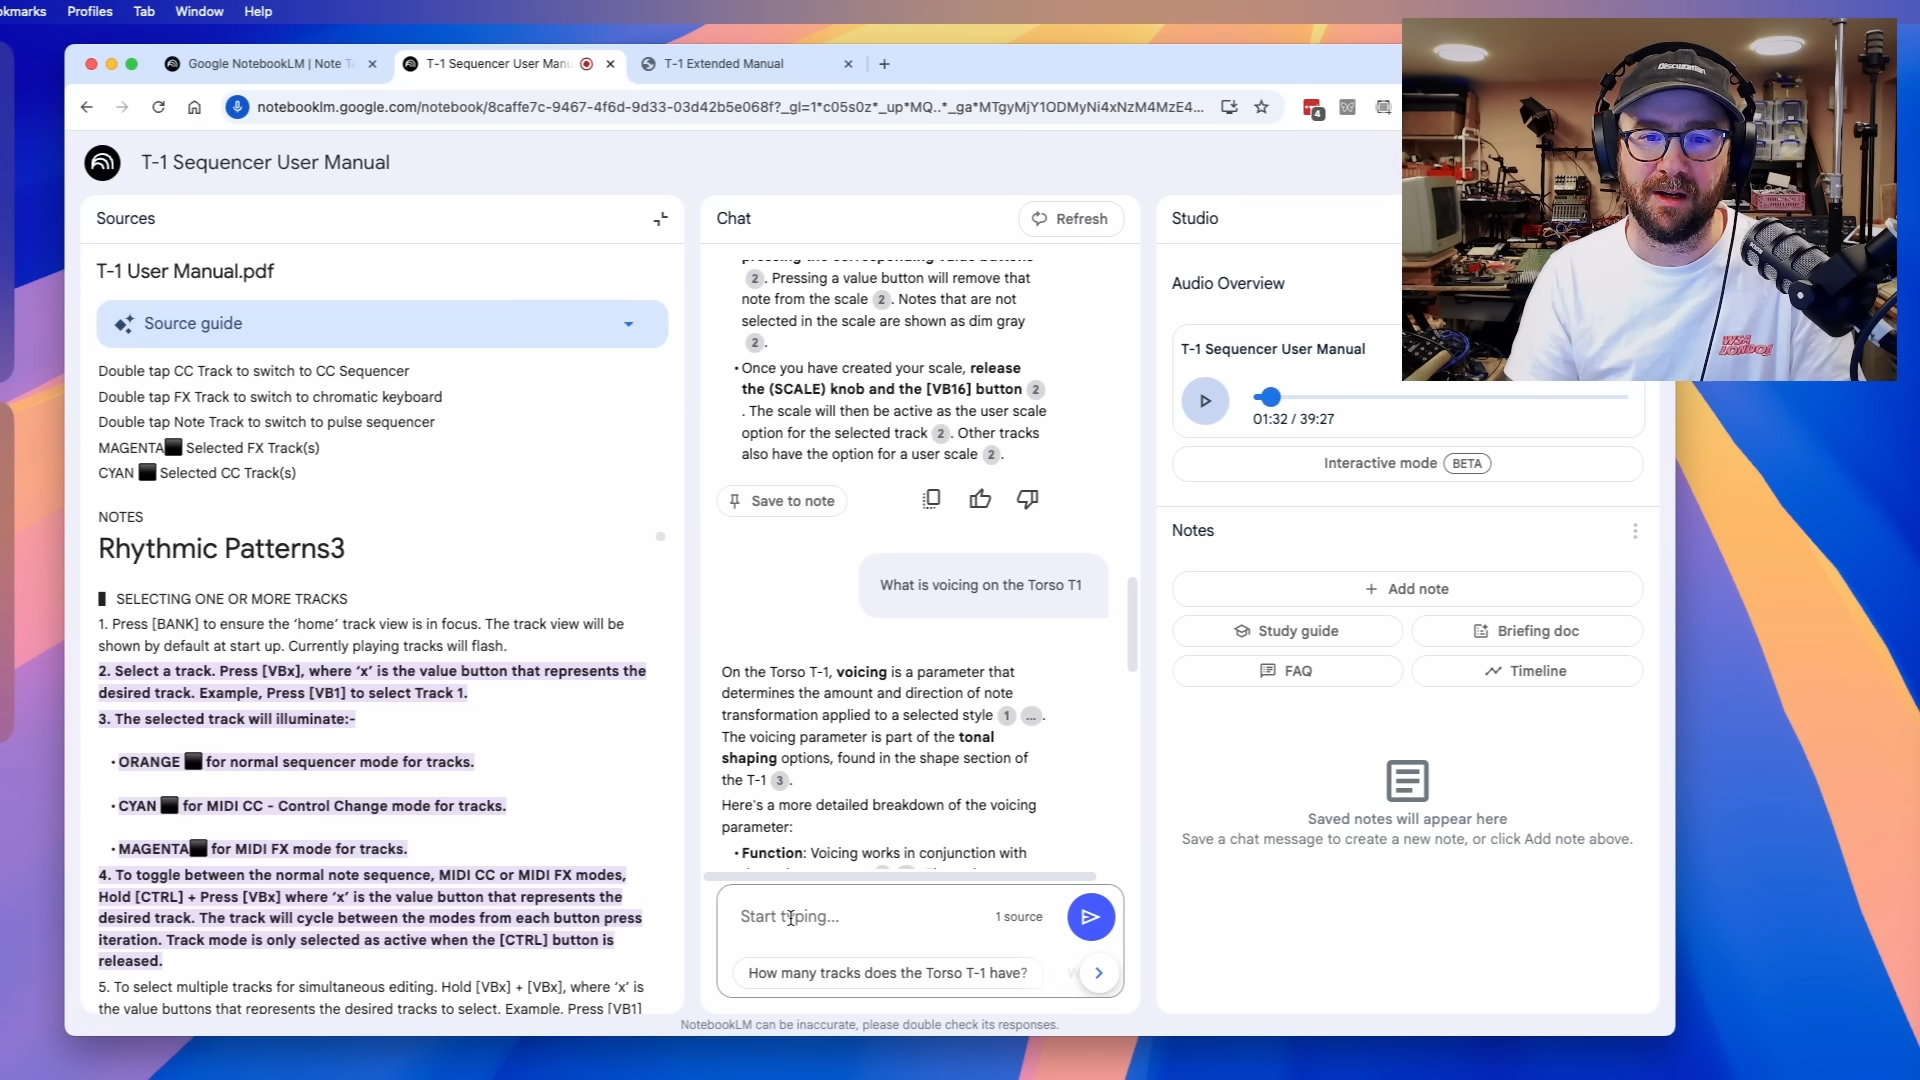 okmarks Profiles Tab Window Help
Google NotebookLM | Note T
T-1 Sequencer User Man
T-1 Extended Manual
notebooklm.google.com/notebook/8caffe7c-9467-4f6d-9d33-03d42b5e068f?_gl=1*c05s0z*_up*MQ..*_ga*MTgyMjY1ODMyNi4xNzM4MzE4...
4
T-1 Sequencer User Manual
Sources
T-1 User Manual.pdf
Source guide
Double tap CC Track to switch to CC Sequencer
Double tap FX Track to switch to chromatic keyboard
Double tap Note Track to switch to pulse sequencer
MAGENTA⬛ Selected FX Track(s)
CYAN ⬛ Selected CC Track(s)
NOTES
Rhythmic Patterns3
▋ SELECTING ONE OR MORE TRACKS
1. Press [BANK] to ensure the ‘home’ track view is in focus. The track view will be
shown by default at start up. Currently playing tracks will flash.
2. Select a track. Press [VBx], where ‘x’ is the value button that represents the
desired track. Example, Press [VB1] to select Track 1.
3. The selected track will illuminate:-
• ORANGE ⬛ for normal sequencer mode for tracks.
• CYAN ⬛ for MIDI CC - Control Change mode for tracks.
• MAGENTA⬛ for MIDI FX mode for tracks.
4. To toggle between the normal note sequence, MIDI CC or MIDI FX modes,
Hold [CTRL] + Press [VBx] where ‘x’ is the value button that represents the
desired track. The track will cycle between the modes from each button press
iteration. Track mode is only selected as active when the [CTRL] button is
released.
5. To select multiple tracks for simultaneous editing. Hold [VBx] + [VBx], where ‘x’ is
the value buttons that represents the desired tracks to select. Example. Press [VB1]
Chat
Refresh
pressing the corresponding value buttons
2 . Pressing a value button will remove that
note from the scale 2 . Notes that are not
selected in the scale are shown as dim gray
2 .
• Once you have created your scale, release
the (SCALE) knob and the [VB16] button 2
. The scale will then be active as the user scale
option for the selected track 2 . Other tracks
also have the option for a user scale 2 .
Save to note
What is voicing on the Torso T1
On the Torso T-1, voicing is a parameter that
determines the amount and direction of note
transformation applied to a selected style 1 ... .
The voicing parameter is part of the tonal
shaping options, found in the shape section of
the T-1 3 .
Here's a more detailed breakdown of the voicing
parameter:
• Function: Voicing works in conjunction with
Start typing...
1 source
How many tracks does the Torso T-1 have?
NotebookLM can be inaccurate, please double check its responses.
Studio
Audio Overview
T-1 Sequencer User Manual
01:32 / 39:27
Interactive mode BETA
Notes
+ Add note
Study guide
Briefing doc
FAQ
Timeline
Saved notes will appear here
Save a chat message to create a new note, or click Add note above.
Discwoman
WSA
LONDON
ZOOM